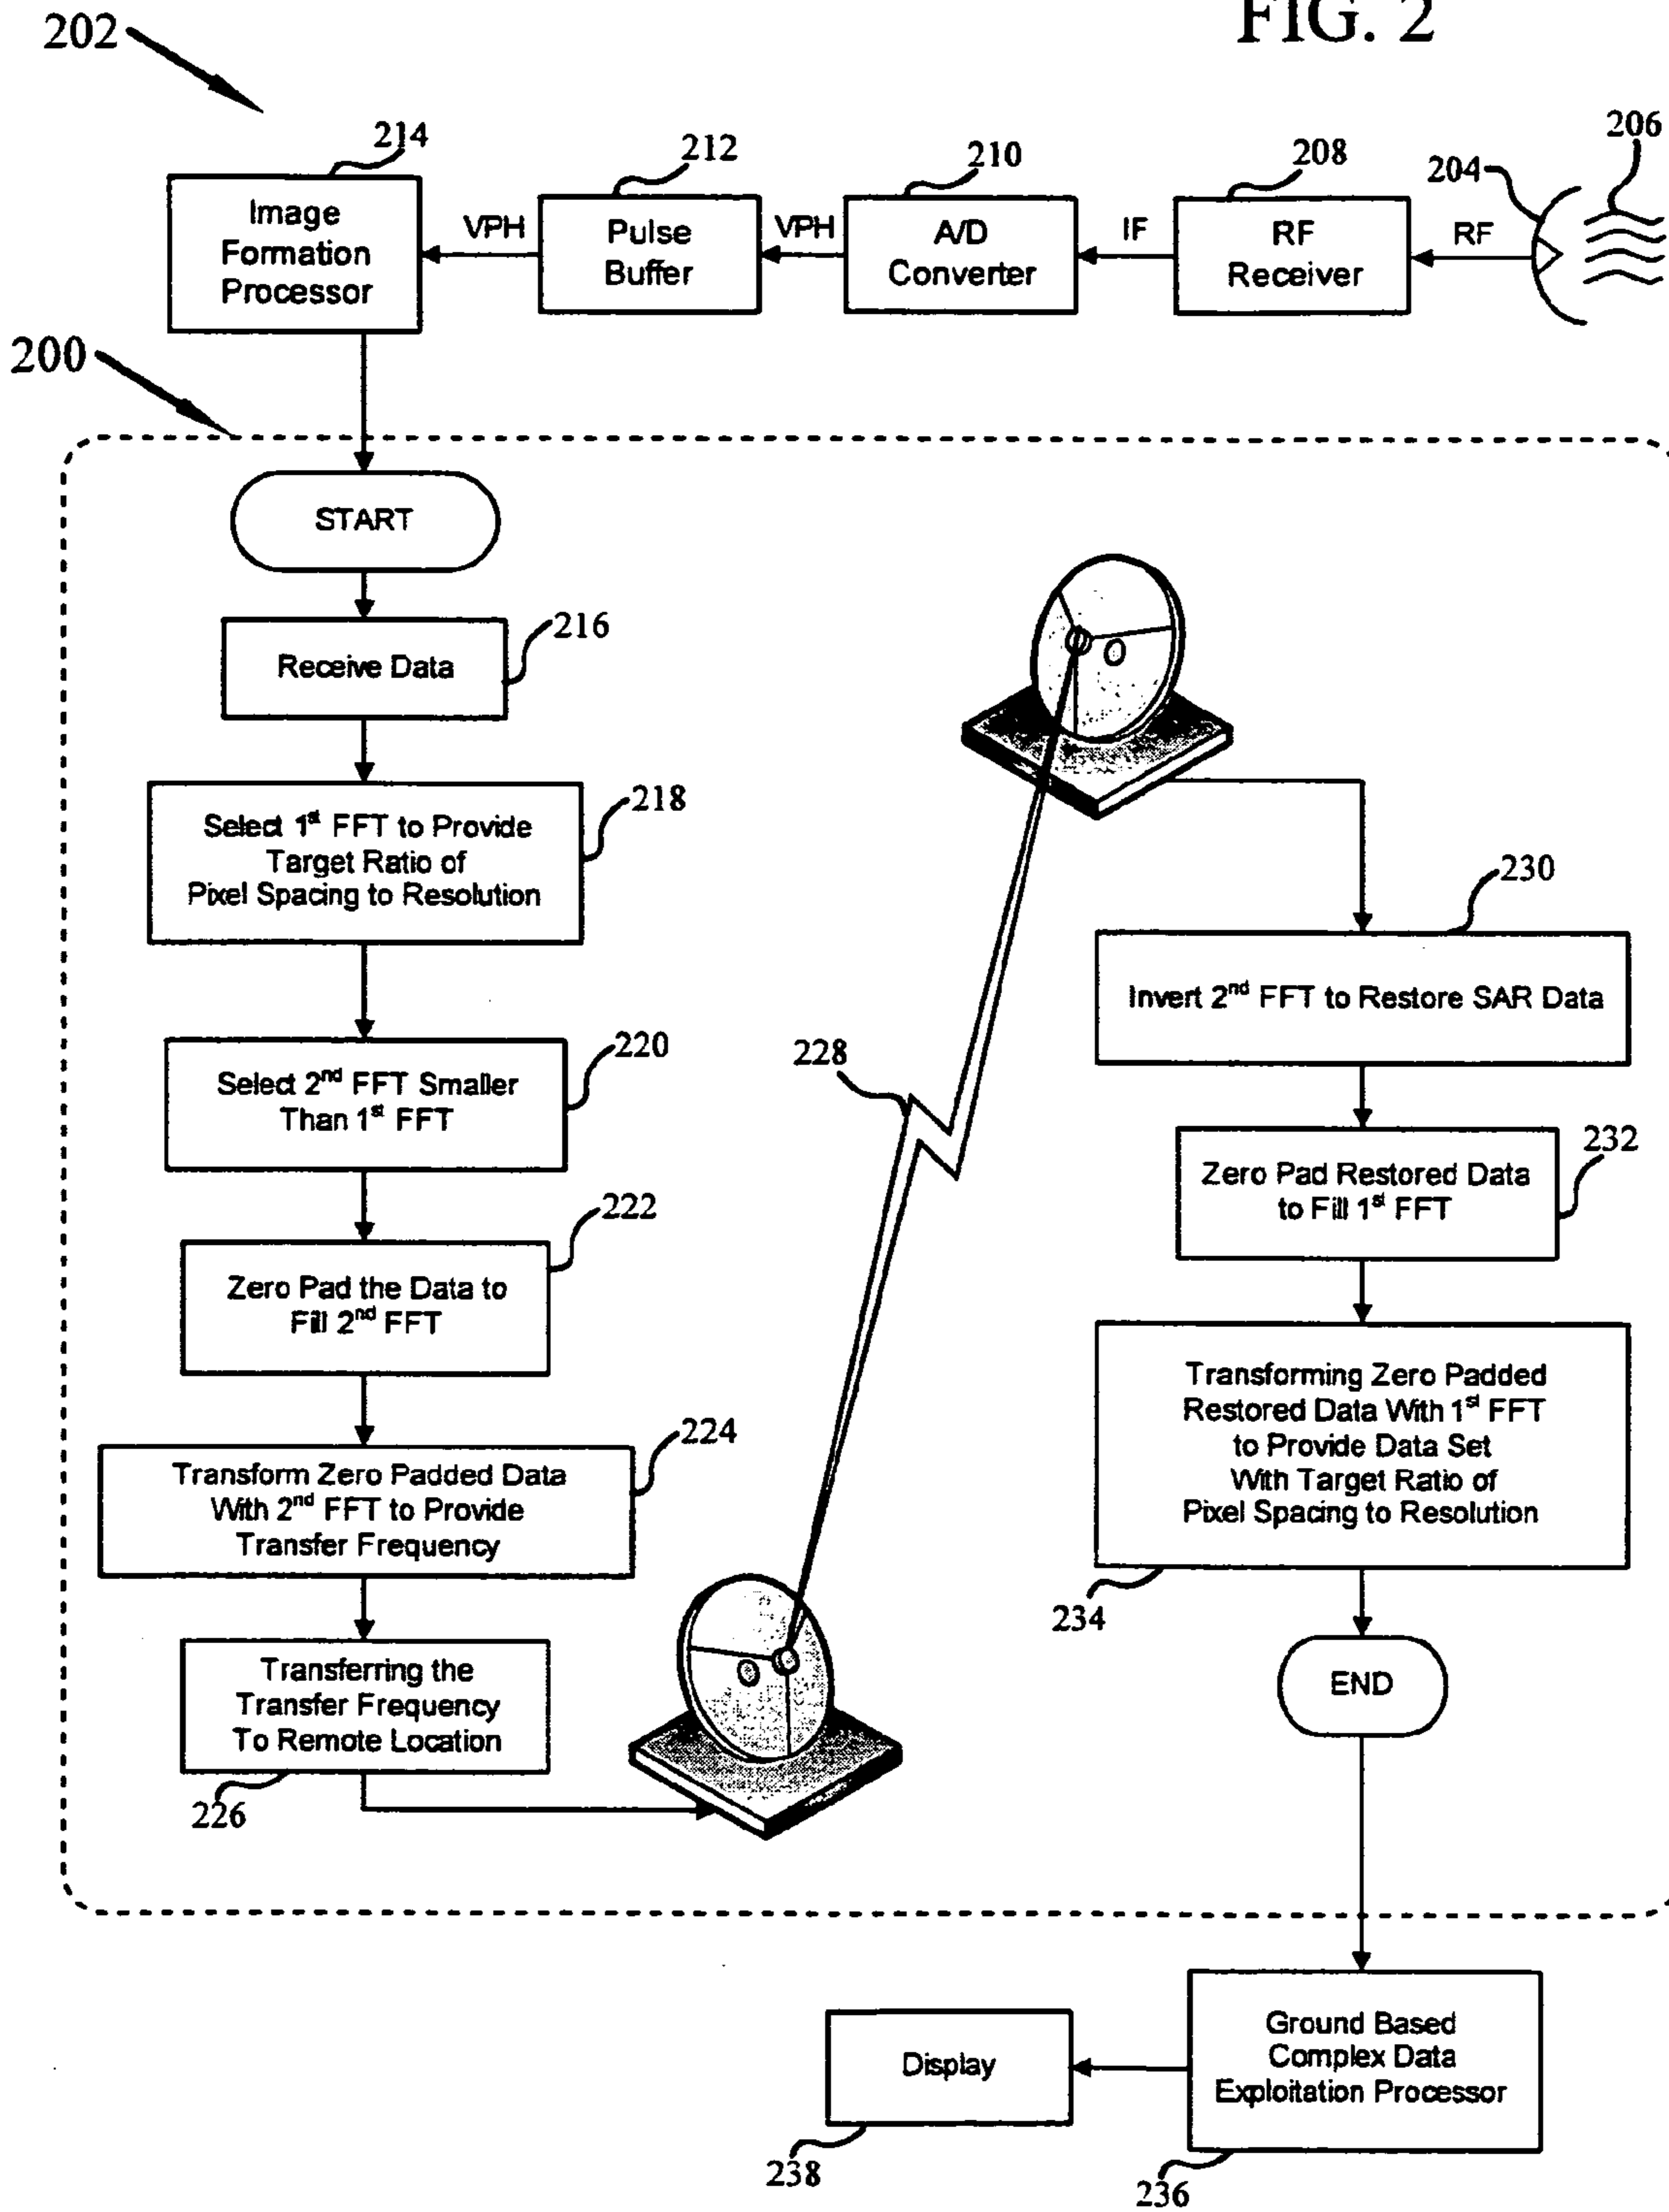 FIG. 2
202
214
212
210
208
204
206
Image
Formation
Processor
VPH
Pulse
Buffer
VPH
A/D
Converter
IF
RF
Receiver
RF
200
START
216
Receive Data
218
Select 1st FFT to Provide
Target Ratio of
Pixel Spacing to Resolution
220
Select 2nd FFT Smaller
Than 1st FFT
222
Zero Pad the Data to
Fill 2nd FFT
224
Transform Zero Padded Data
With 2nd FFT to Provide
Transfer Frequency
Transferring the
Transfer Frequency
To Remote Location
226
228
230
Invert 2nd FFT to Restore SAR Data
232
Zero Pad Restored Data
to Fill 1st FFT
Transforming Zero Padded
Restored Data With 1st FFT
to Provide Data Set
With Target Ratio of
Pixel Spacing to Resolution
234
END
Ground Based
Complex Data
Exploitation Processor
236
Display
238